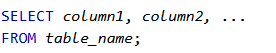 SELECT column1, column2, ...
FROM table_name;